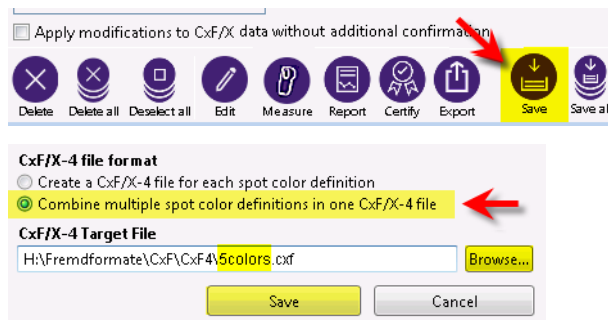 Apply modifications to CxF/X data without additional confirmation
Delete Delete all Deselect all Edit Measure Report Certify Export Save Save al
CxF/X-4 file format
Create a CxF/X-4 file for each spot color definition
Combine multiple spot color definitions in one CxF/X-4 file
CxF/X-4 Target File
H:\Fremdformate\CxF\CxF4\5colors.cxf Browse...
Save Cancel